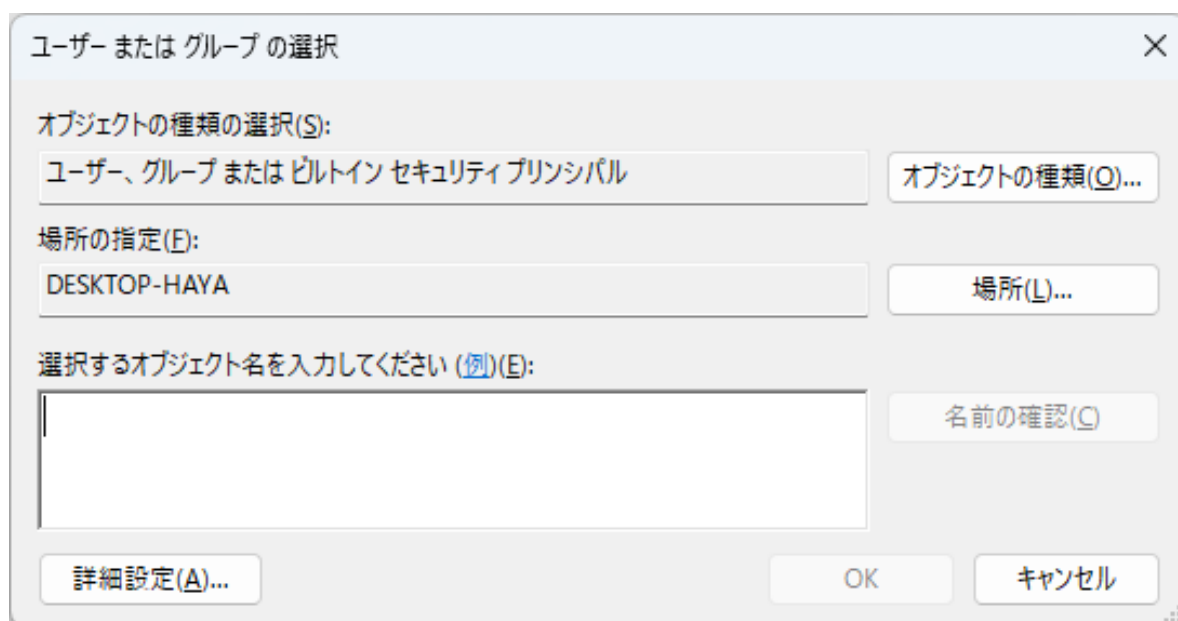 ユーザー または グループ の選択
オブジェクトの種類の選択(S):
ユーザー、グループ または ビルトイン セキュリティ プリンシパル
オブジェクトの種類(O)...
場所の指定(F):
DESKTOP-HAYA
場所(L)...
選択するオブジェクト名を入力してください (例)(E):
名前の確認(C)
詳細設定(A)...
OK
キャンセル